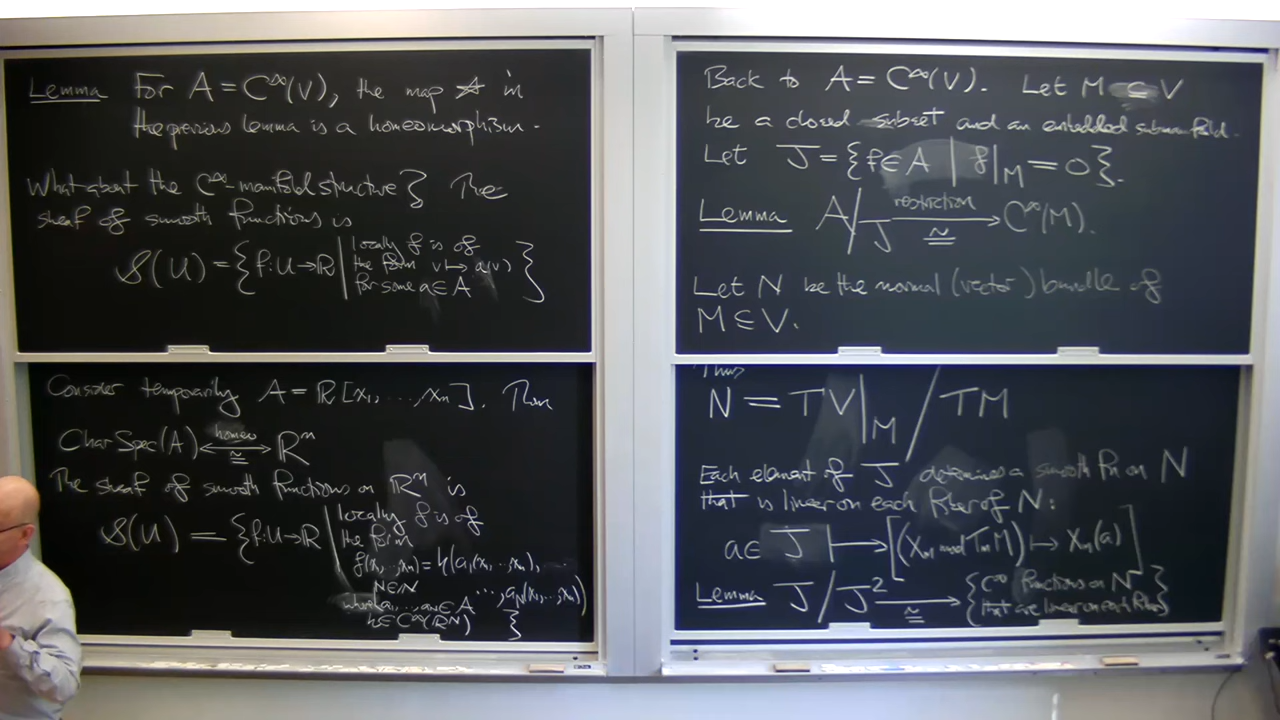 Lemma For A = C^∞(V), the map in
the previous lemma is a homeomorphism.
What about the C^∞-manifold structure? The
sheaf of smooth functions is
S(U) = { f: U → ℝ | locally f is of the form v ↦ a(v) for some a ∈ A }
Consider temporarily A = ℝ[x₁, ..., xₙ]. Then
CharSpec(A) ⟷ ℝⁿ
homeo
≅
The sheaf of smooth functions on ℝⁿ is
S(U) = { f: U → ℝ | locally f is of
the form
f(x₁, ..., xₙ) = h(a₁(x₁, ..., xₙ), ...
..., a_N(x₁, ..., xₙ))
N ∈ ℕ
where a₁, ..., a_N ∈ A
h ∈ C^∞(ℝ^N) }
Back to A = C^∞(V). Let M ⊆ V
be a closed subset and an embedded submanifold.
Let J = { f ∈ A | f|_M = 0 }.
Lemma A/J → C^∞(M).
restriction
≅
Let N be the normal (vector) bundle of
M ⊆ V.
Thus
N = TV|_M / TM
Each element of J determines a smooth fn on N
that is linear on each fiber of N:
a ∈ J ↦ [ (X_m mod T_m M) ↦ X_m(a) ]
Lemma J/J² → { C^∞ functions on N
≅
that are linear on each fiber }